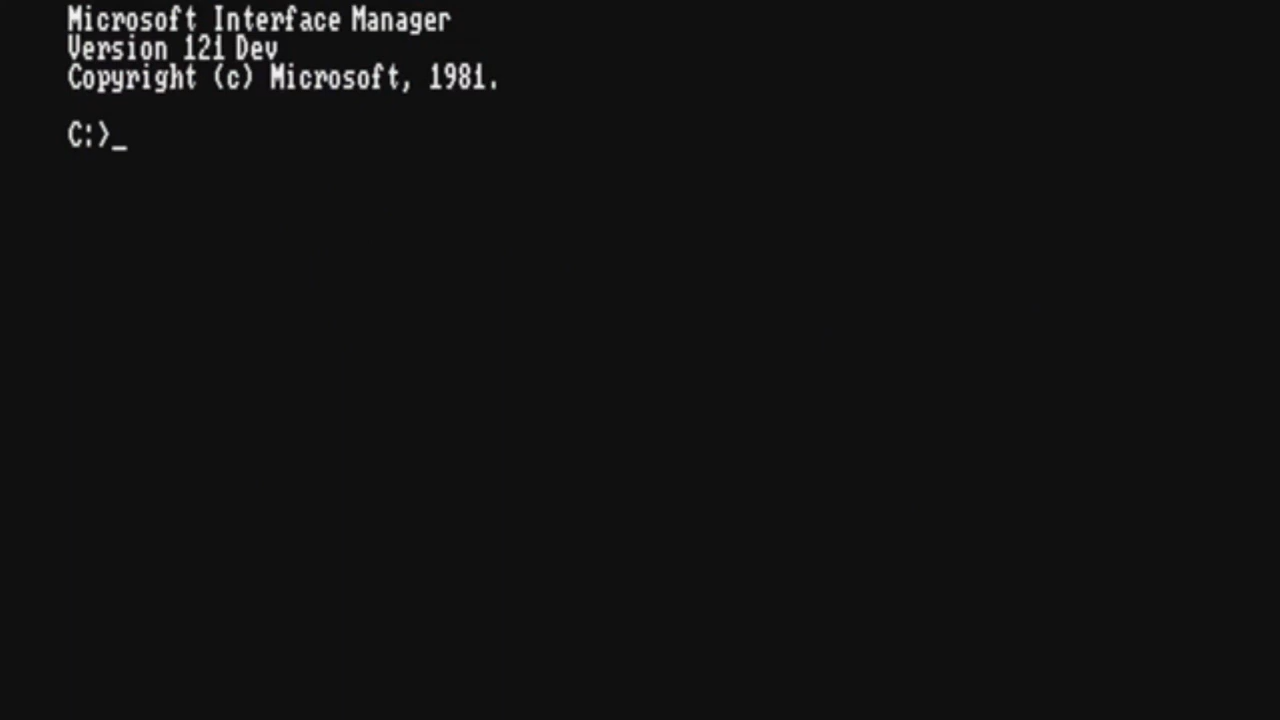 Microsoft Interface Manager
Version 121 Dev
Copyright (c) Microsoft, 1981.
C:>_